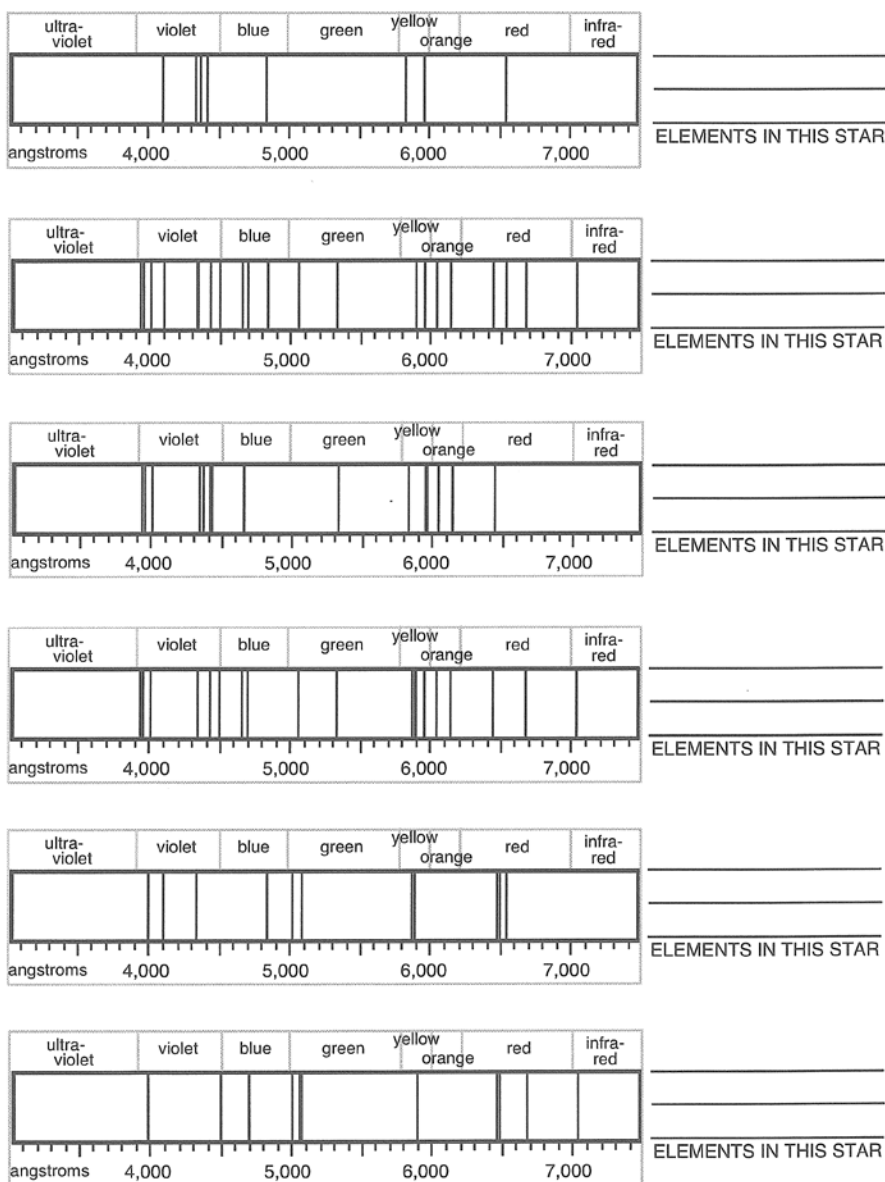 ultra-
violet
violet
blue
green
yellow
orange
red
infra-
red
angstroms 4,000 5,000 6,000 7,000
ELEMENTS IN THIS STAR
ultra-
violet
violet
blue
green
yellow
orange
red
infra-
red
angstroms 4,000 5,000 6,000 7,000
ELEMENTS IN THIS STAR
ultra-
violet
violet
blue
green
yellow
orange
red
infra-
red
angstroms 4,000 5,000 6,000 7,000
ELEMENTS IN THIS STAR
ultra-
violet
violet
blue
green
yellow
orange
red
infra-
red
angstroms 4,000 5,000 6,000 7,000
ELEMENTS IN THIS STAR
ultra-
violet
violet
blue
green
yellow
orange
red
infra-
red
angstroms 4,000 5,000 6,000 7,000
ELEMENTS IN THIS STAR
ultra-
violet
violet
blue
green
yellow
orange
red
infra-
red
angstroms 4,000 5,000 6,000 7,000
ELEMENTS IN THIS STAR